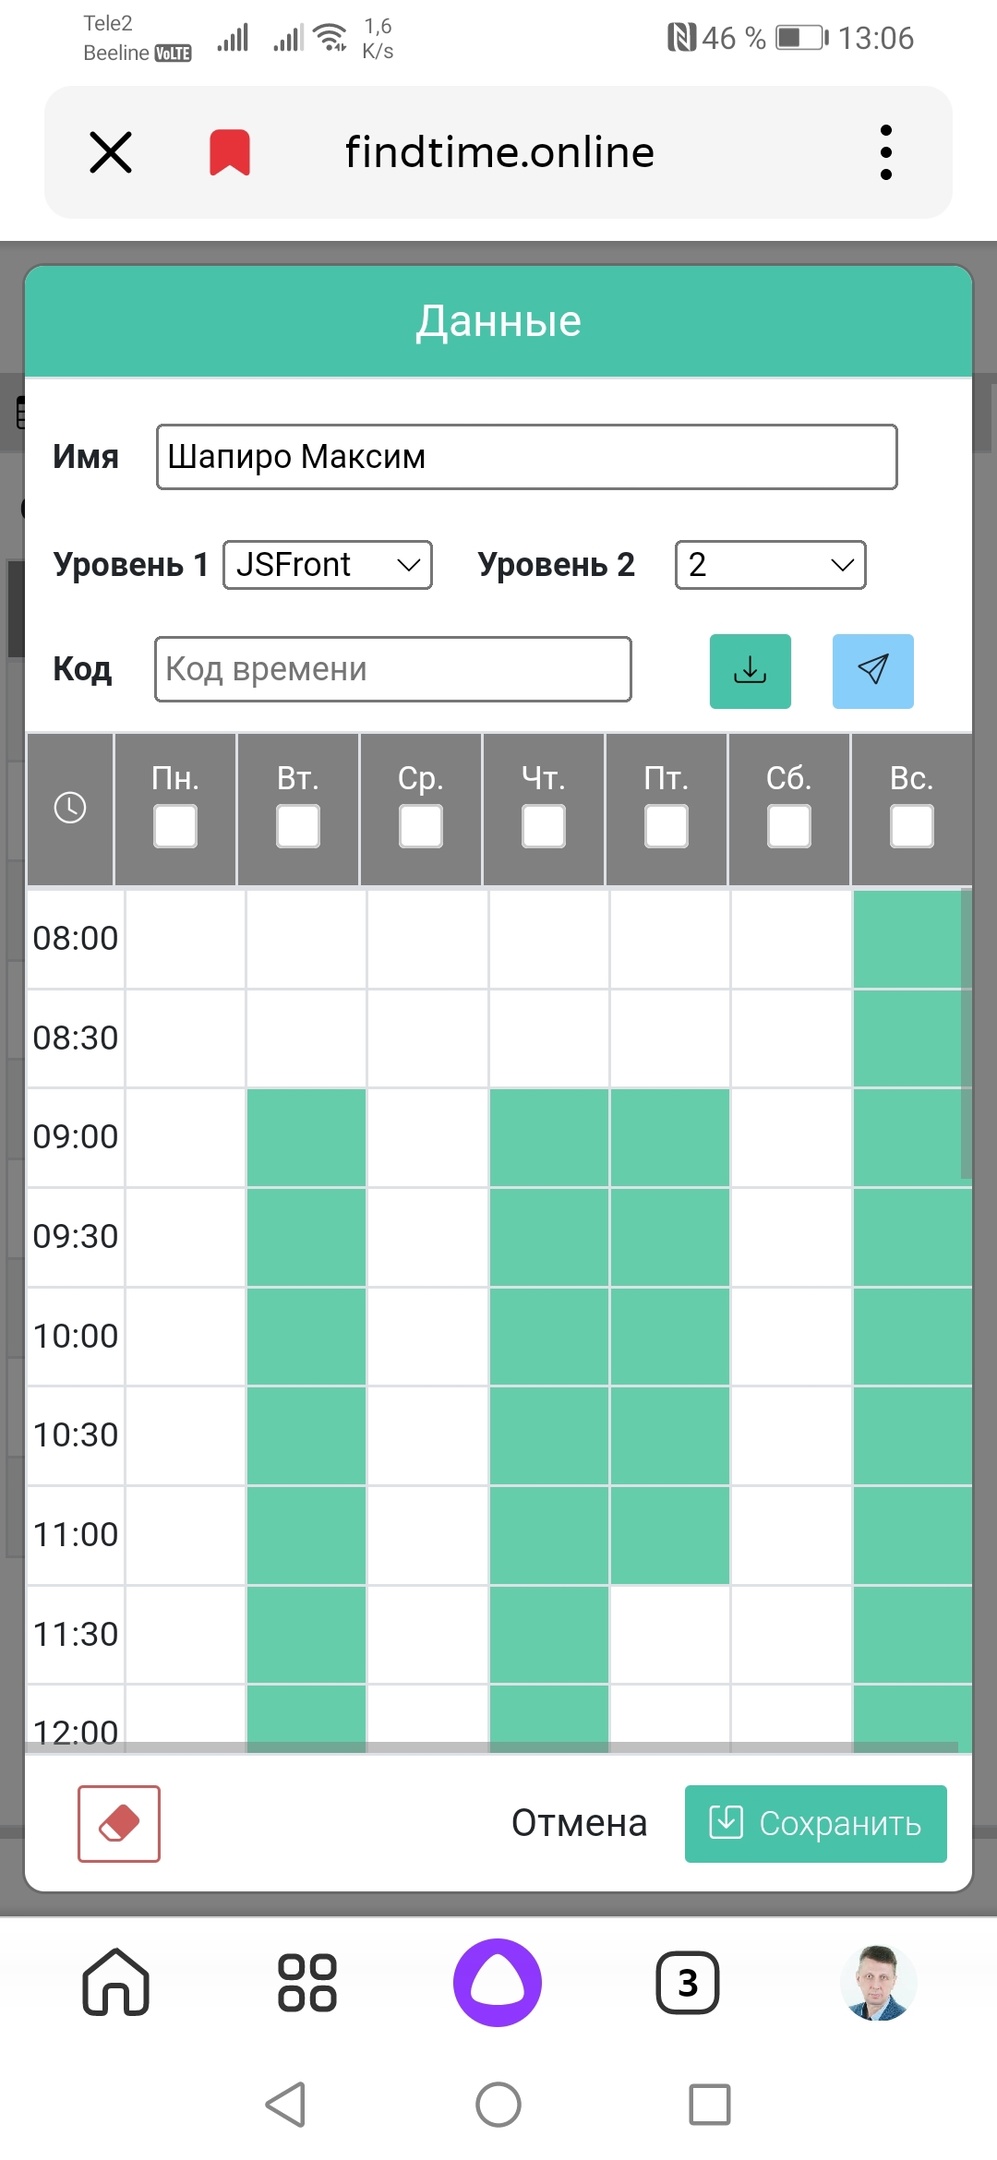 Tele2
Beeline VoLTE
1,6
K/s
46 % 13:06
findtime.online
Данные
Имя Шапиро Максим
Уровень 1 JSFront Уровень 2 2
Код Код времени
Пн. Вт. Ср. Чт. Пт. Сб. Вс.
08:00
08:30
09:00
09:30
10:00
10:30
11:00
11:30
12:00
Отмена Сохранить
3